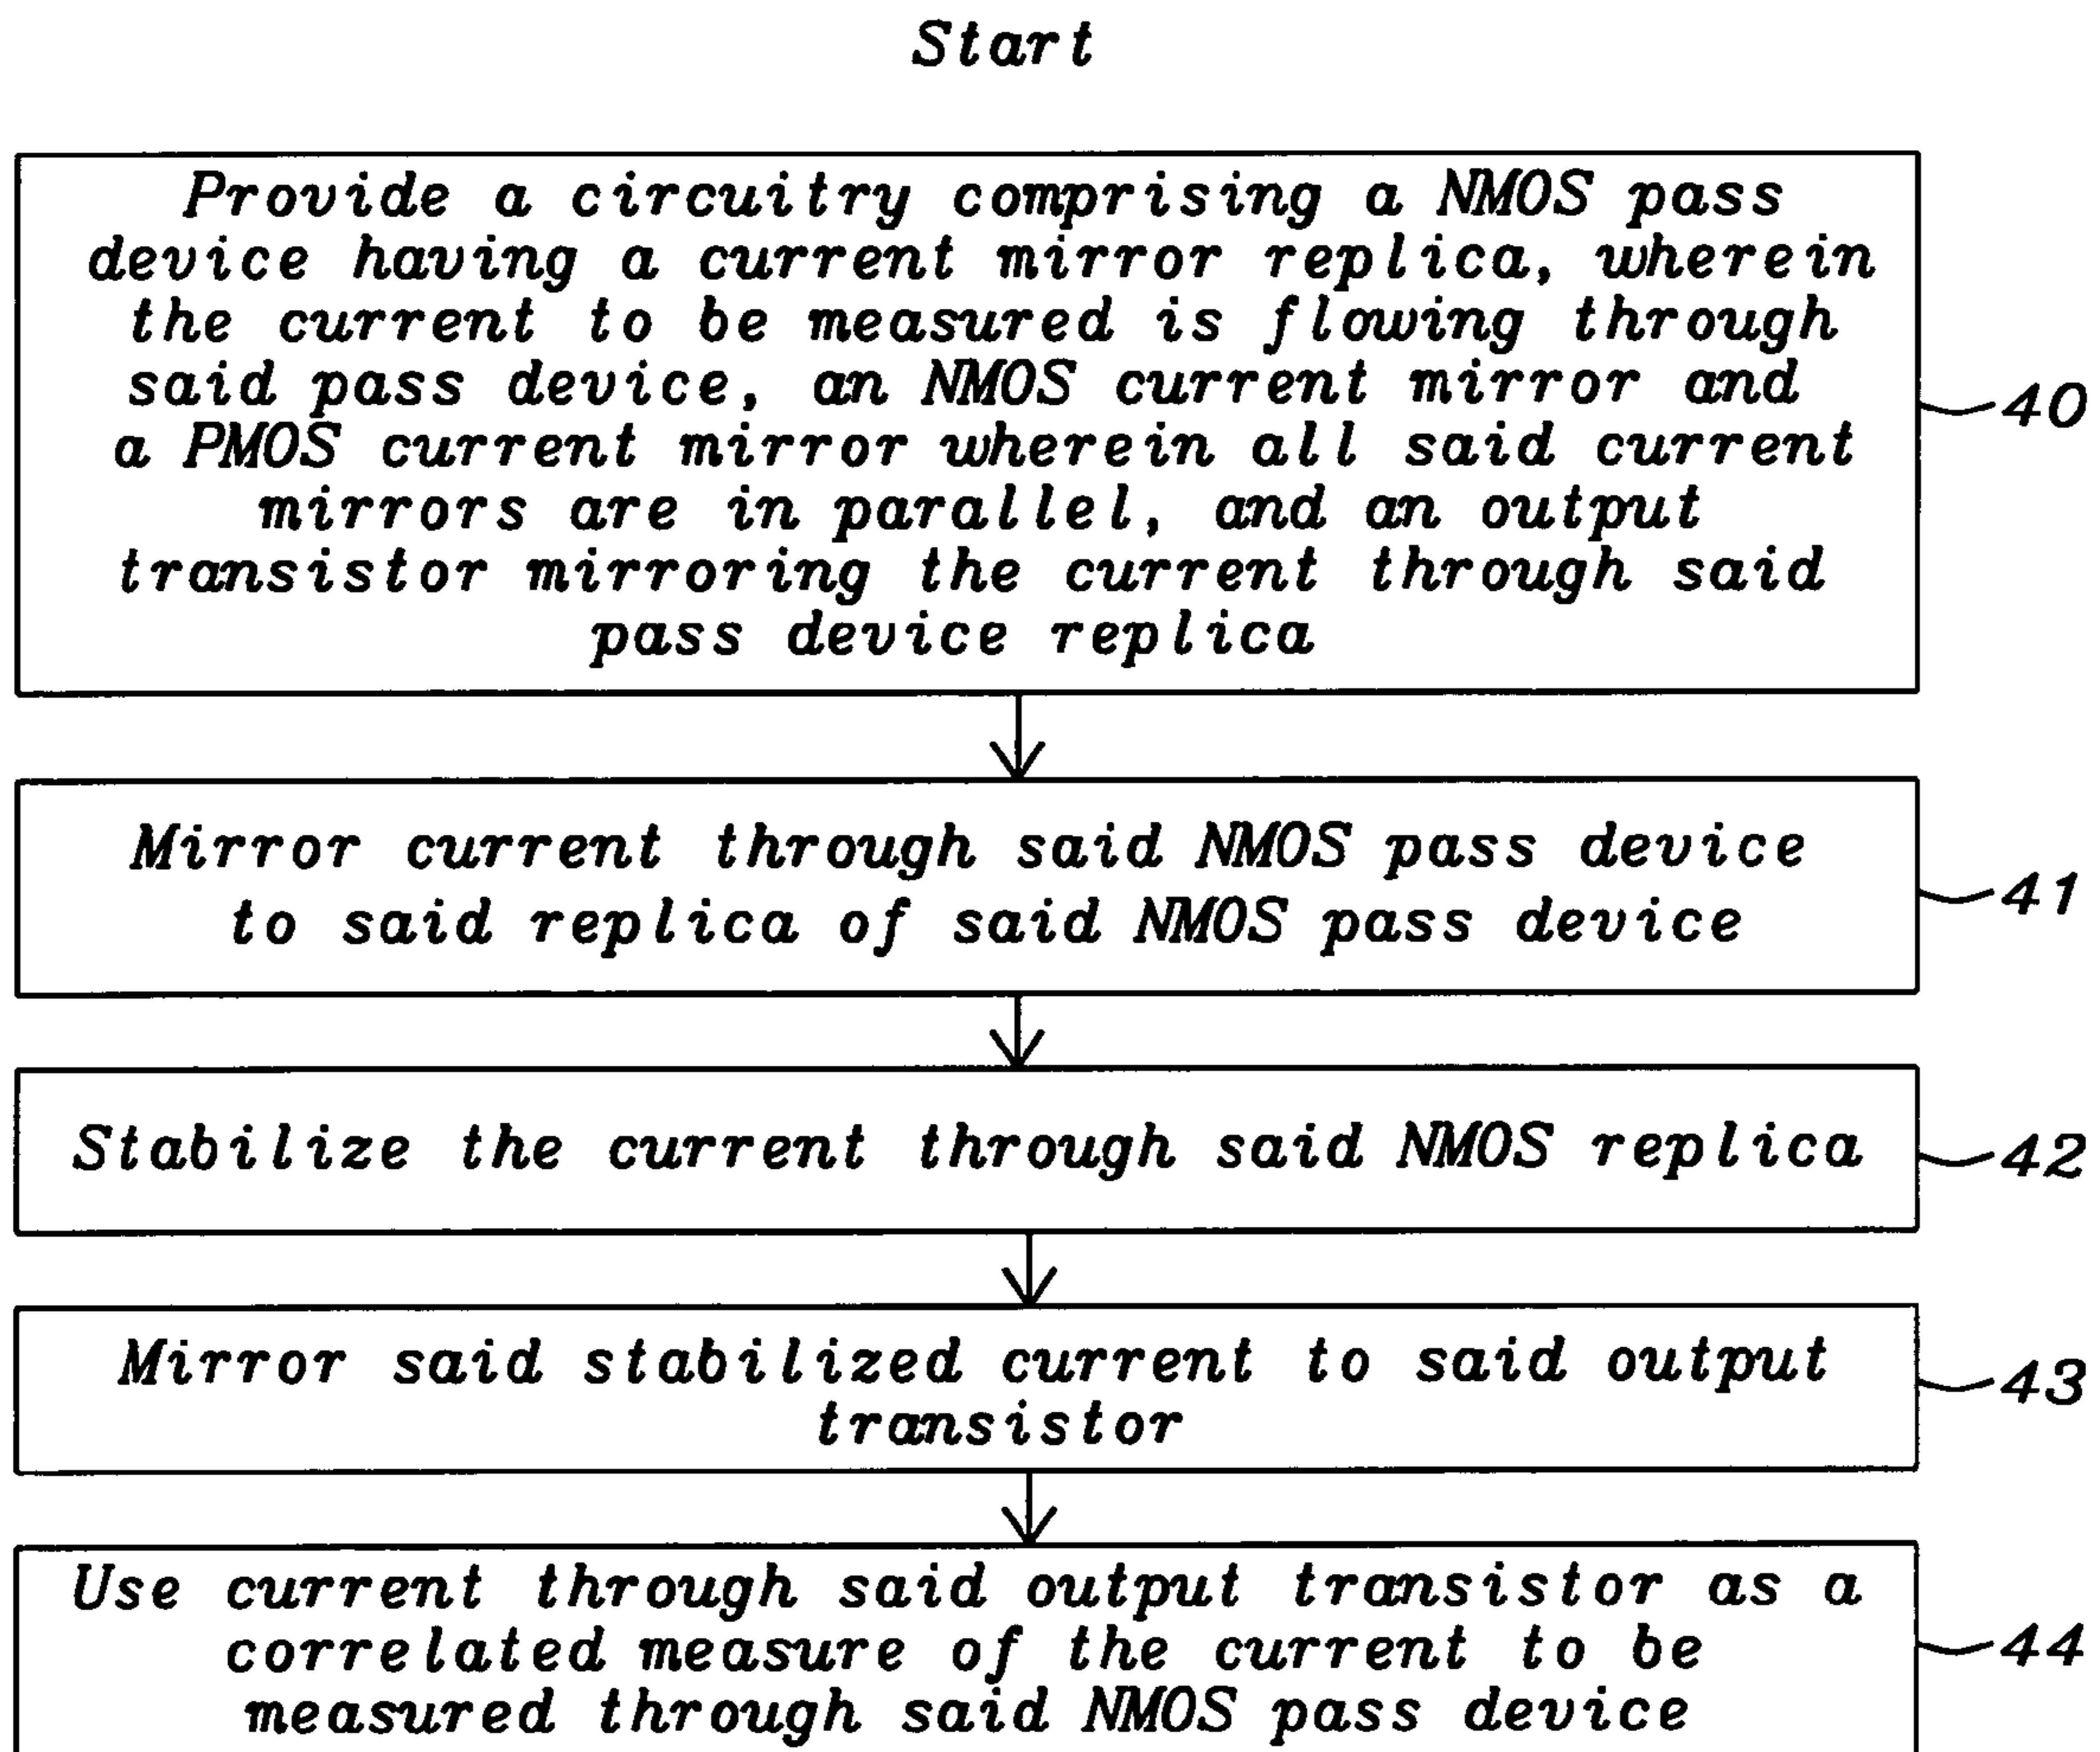 Start
Provide a circuitry comprising a NMOS pass
device having a current mirror replica, wherein
the current to be measured is flowing through
said pass device, an NMOS current mirror and
a PMOS current mirror wherein all said current
mirrors are in parallel, and an output
transistor mirroring the current through said
pass device replica
40
Mirror current through said NMOS pass device
to said replica of said NMOS pass device
41
Stabilize the current through said NMOS replica
42
Mirror said stabilized current to said output
transistor
43
Use current through said output transistor as a
correlated measure of the current to be
measured through said NMOS pass device
44